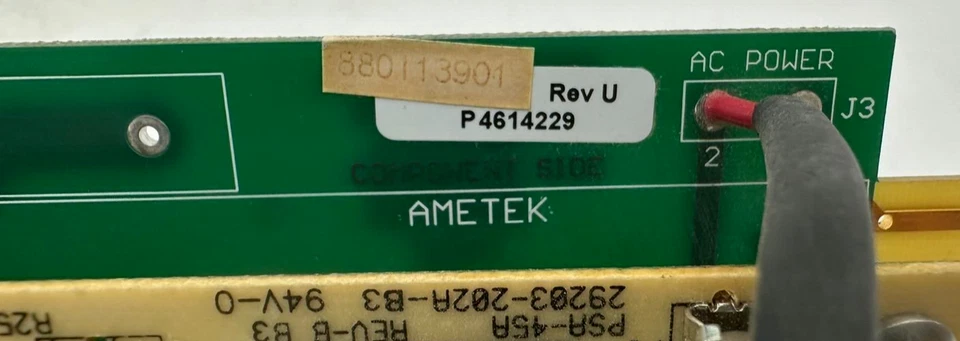 880113901
Rev U
P4614229
AC POWER
J3
2
COMPONENT SIDE
AMETEK
29203-202A-B3 94V-0
PSA-45A REV-B B3
R29